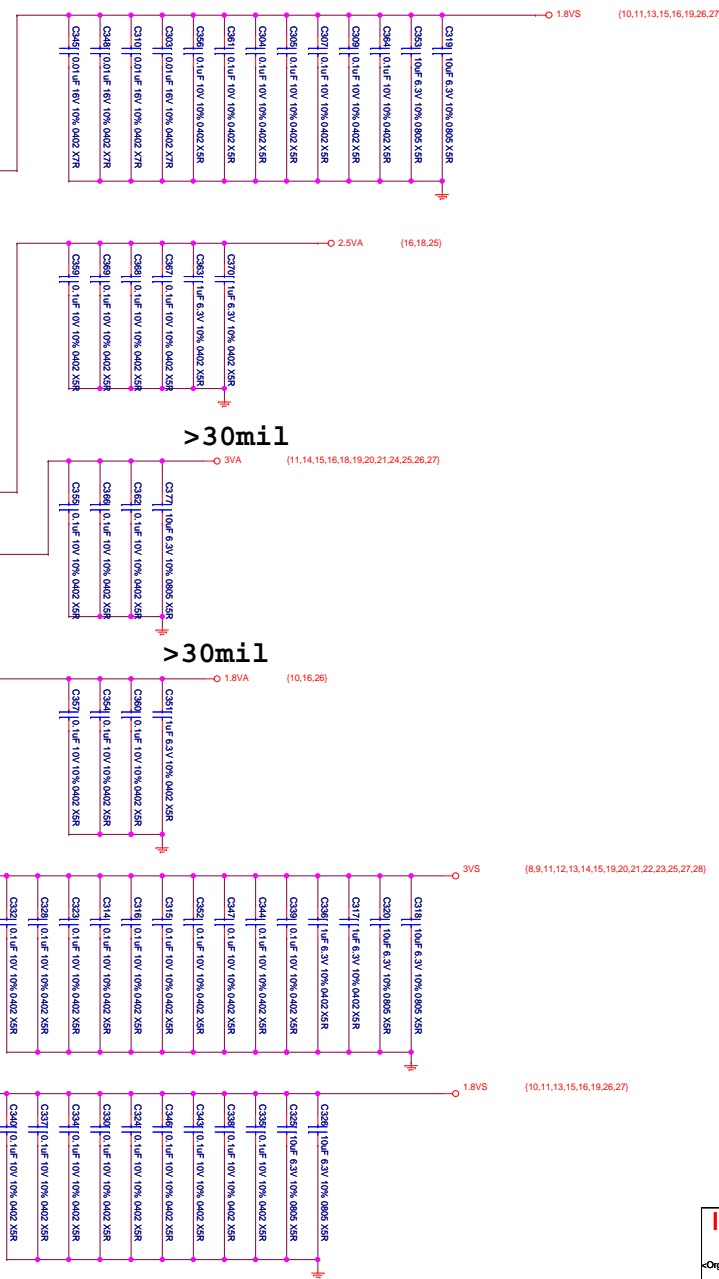 1.8VS {10,11,13,15,16,19,26,27
C345 0.01uF 16V 10% 0402 X7R
C348 0.01uF 16V 10% 0402 X7R
C310 0.01uF 16V 10% 0402 X7R
C303 0.01uF 16V 10% 0402 X7R
C356 0.1uF 10V 10% 0402 X5R
C361 0.1uF 10V 10% 0402 X5R
C304 0.1uF 10V 10% 0402 X5R
C305 0.1uF 10V 10% 0402 X5R
C307 0.1uF 10V 10% 0402 X5R
C309 0.1uF 10V 10% 0402 X5R
C364 0.1uF 10V 10% 0402 X5R
C353 10uF 6.3V 10% 0805 X5R
C319 10uF 6.3V 10% 0805 X5R
2.5VA {16,18,25}
C359 0.1uF 10V 10% 0402 X5R
C369 0.1uF 10V 10% 0402 X5R
C368 0.1uF 10V 10% 0402 X5R
C367 0.1uF 10V 10% 0402 X5R
C363 1uF 6.3V 10% 0402 X5R
C370 1uF 6.3V 10% 0402 X5R
>30mil
3VA {11,14,15,16,18,19,20,21,24,25,26,27}
C355 0.1uF 10V 10% 0402 X5R
C366 0.1uF 10V 10% 0402 X5R
C362 0.1uF 10V 10% 0402 X5R
C377 10uF 6.3V 10% 0805 X5R
>30mil
1.8VA {10,16,26}
C357 0.1uF 10V 10% 0402 X5R
C354 0.1uF 10V 10% 0402 X5R
C360 0.1uF 10V 10% 0402 X5R
C351 1uF 6.3V 10% 0402 X5R
3VS {8,9,11,12,13,14,15,19,20,21,22,23,25,27,28}
C332 0.1uF 10V 10% 0402 X5R
C328 0.1uF 10V 10% 0402 X5R
C323 0.1uF 10V 10% 0402 X5R
C314 0.1uF 10V 10% 0402 X5R
C316 0.1uF 10V 10% 0402 X5R
C315 0.1uF 10V 10% 0402 X5R
C352 0.1uF 10V 10% 0402 X5R
C347 0.1uF 10V 10% 0402 X5R
C344 0.1uF 10V 10% 0402 X5R
C339 0.1uF 10V 10% 0402 X5R
C336 1uF 6.3V 10% 0402 X5R
C317 1uF 6.3V 10% 0402 X5R
C320 10uF 6.3V 10% 0805 X5R
C318 10uF 6.3V 10% 0805 X5R
1.8VS {10,11,13,15,16,19,26,27}
C340 0.1uF 10V 10% 0402 X5R
C337 0.1uF 10V 10% 0402 X5R
C334 0.1uF 10V 10% 0402 X5R
C330 0.1uF 10V 10% 0402 X5R
C324 0.1uF 10V 10% 0402 X5R
C346 0.1uF 10V 10% 0402 X5R
C343 0.1uF 10V 10% 0402 X5R
C338 0.1uF 10V 10% 0402 X5R
C335 0.1uF 10V 10% 0402 X5R
C325 10uF 6.3V 10% 0805 X5R
C326 10uF 6.3V 10% 0805 X5R
<Org